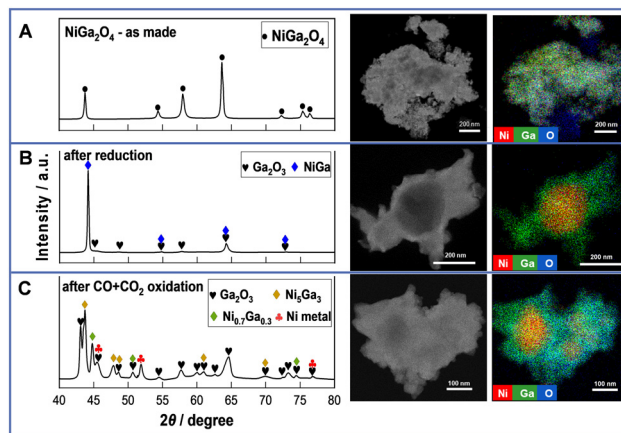 A
NiGa₂O₄ - as made
● NiGa₂O₄
200 nm
Ni Ga O
200 nm
B
after reduction
♥ Ga₂O₃ ♦ NiGa
200 nm
Ni Ga O
200 nm
C
after CO+CO₂ oxidation
♥ Ga₂O₃ ♦ Ni₅Ga₃
♦ Ni₀.₇Ga₀.₃ ♣ Ni metal
100 nm
Ni Ga O
100 nm
Intensity / a.u.
40 45 50 55 60 65 70 75 80
2θ / degree